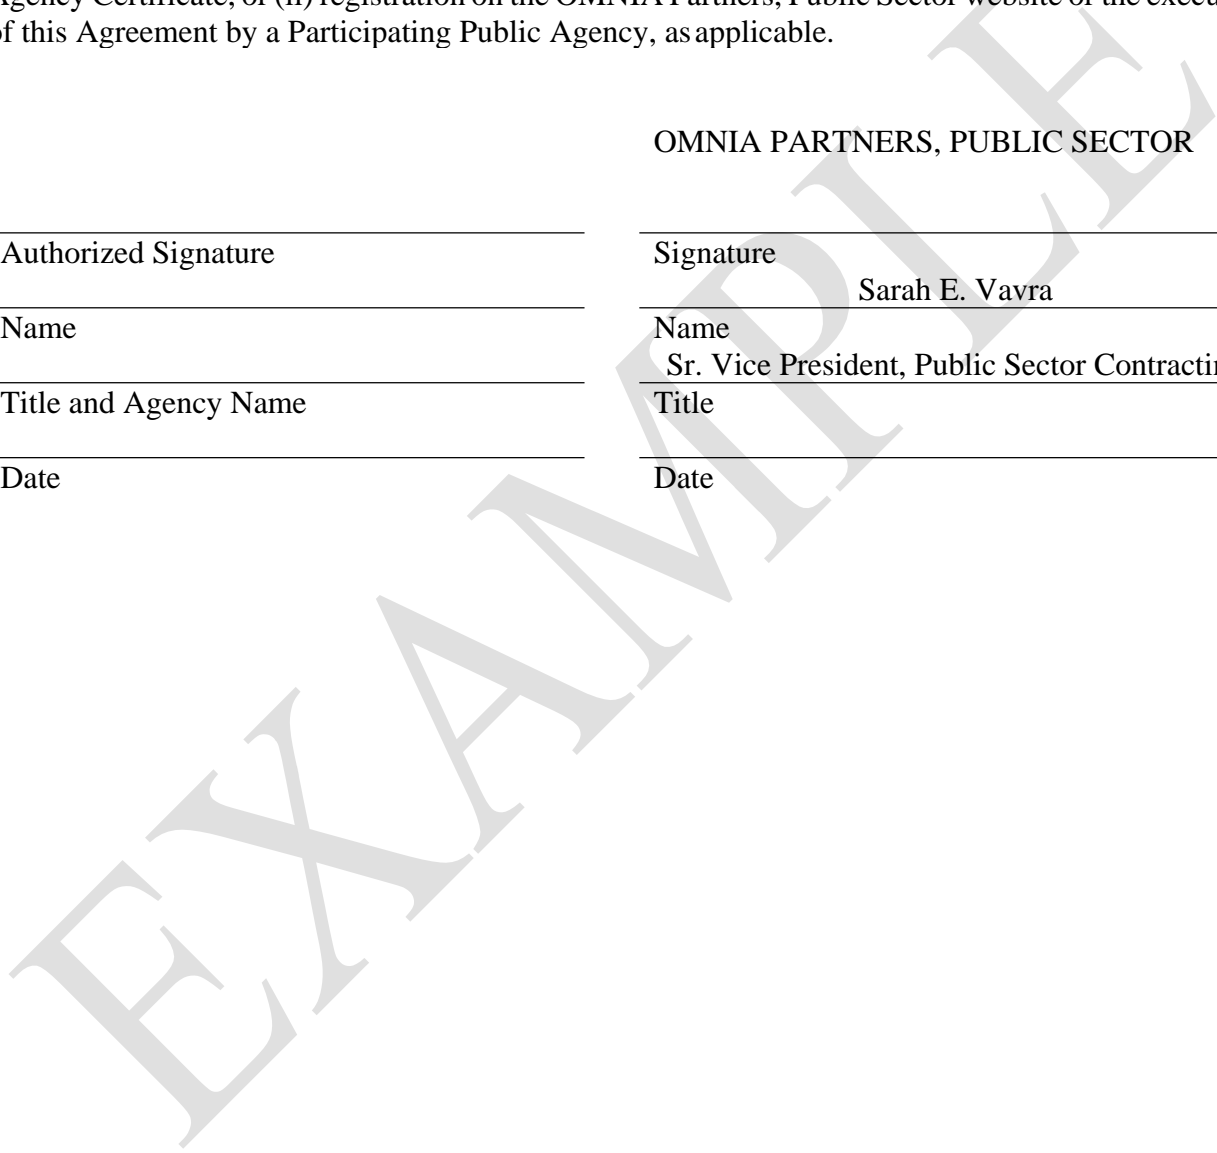 Agency Certificate, or (ii) registration on the OMNIA Partners, Public Sector website or the execu
of this Agreement by a Participating Public Agency, as applicable.
OMNIA PARTNERS, PUBLIC SECTOR
Authorized Signature
Signature
Sarah E. Vavra
Name
Name
Sr. Vice President, Public Sector Contractin
Title and Agency Name
Title
Date
Date
EXAMPLE